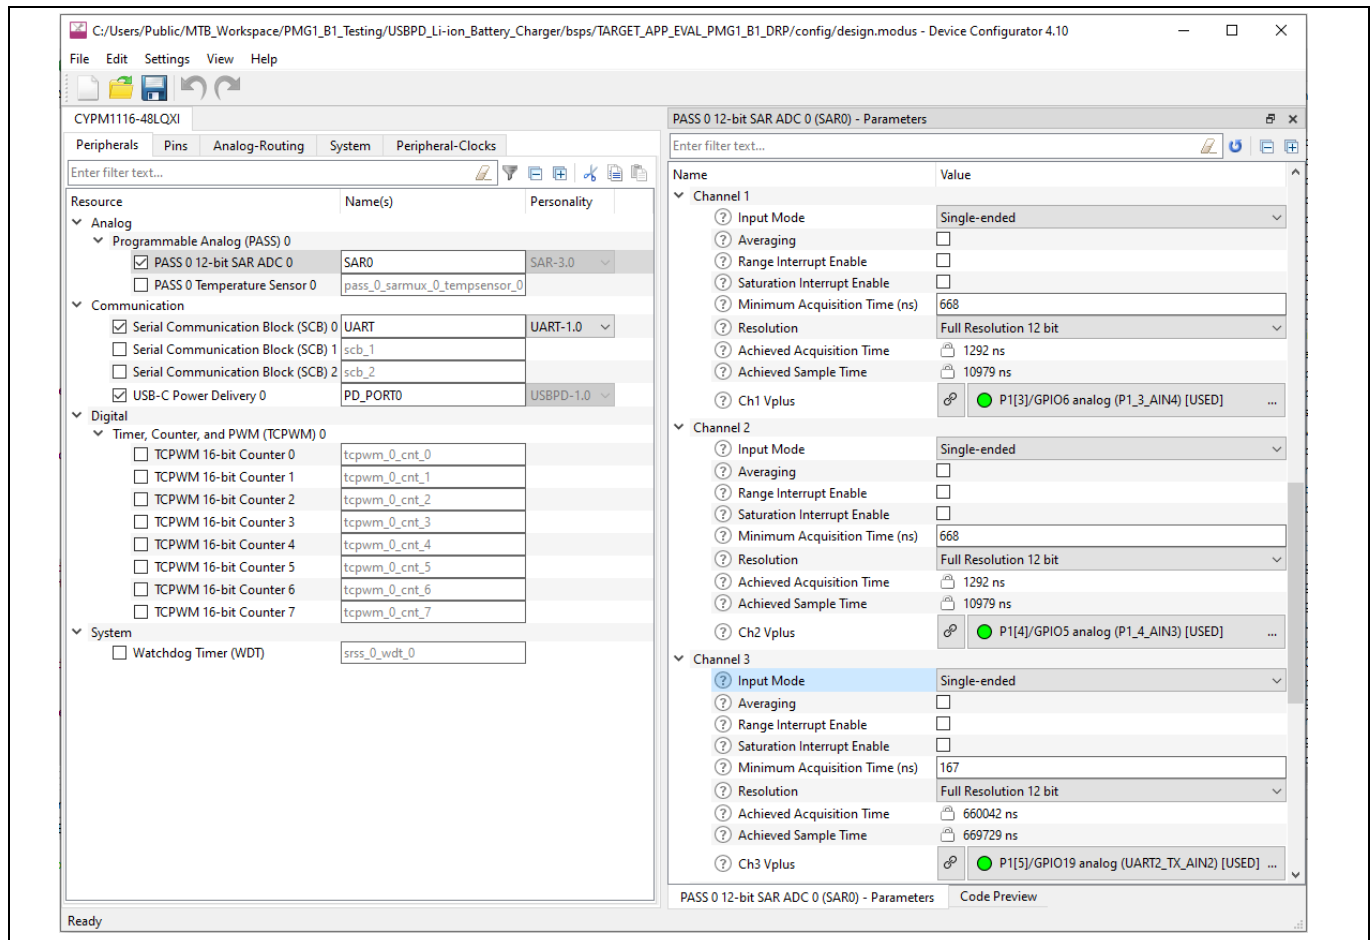 C:/Users/Public/MTB_Workspace/PMG1_B1_Testing/USBPD_Li-ion_Battery_Charger/bsps/TARGET_APP_EVAL_PMG1_B1_DRP/config/design.modus - Device Configurator 4.10
File Edit Settings View Help
CYPM1116-48LQXI
Peripherals Pins Analog-Routing System Peripheral-Clocks
Enter filter text...
Resource Name(s) Personality
Analog
Programmable Analog (PASS) 0
PASS 0 12-bit SAR ADC 0 SAR0 SAR-3.0
PASS 0 Temperature Sensor 0 pass_0_sarmux_0_tempsensor_0
Communication
Serial Communication Block (SCB) 0 UART UART-1.0
Serial Communication Block (SCB) 1 scb_1
Serial Communication Block (SCB) 2 scb_2
USB-C Power Delivery 0 PD_PORT0 USBPD-1.0
Digital
Timer, Counter, and PWM (TCPWM) 0
TCPWM 16-bit Counter 0 tcpwm_0_cnt_0
TCPWM 16-bit Counter 1 tcpwm_0_cnt_1
TCPWM 16-bit Counter 2 tcpwm_0_cnt_2
TCPWM 16-bit Counter 3 tcpwm_0_cnt_3
TCPWM 16-bit Counter 4 tcpwm_0_cnt_4
TCPWM 16-bit Counter 5 tcpwm_0_cnt_5
TCPWM 16-bit Counter 6 tcpwm_0_cnt_6
TCPWM 16-bit Counter 7 tcpwm_0_cnt_7
System
Watchdog Timer (WDT) srss_0_wdt_0
PASS 0 12-bit SAR ADC 0 (SAR0) - Parameters
Enter filter text...
Name Value
Channel 1
Input Mode Single-ended
Averaging
Range Interrupt Enable
Saturation Interrupt Enable
Minimum Acquisition Time (ns) 668
Resolution Full Resolution 12 bit
Achieved Acquisition Time 1292 ns
Achieved Sample Time 10979 ns
Ch1 Vplus P1[3]/GPIO6 analog (P1_3_AIN4) [USED] ...
Channel 2
Input Mode Single-ended
Averaging
Range Interrupt Enable
Saturation Interrupt Enable
Minimum Acquisition Time (ns) 668
Resolution Full Resolution 12 bit
Achieved Acquisition Time 1292 ns
Achieved Sample Time 10979 ns
Ch2 Vplus P1[4]/GPIO5 analog (P1_4_AIN3) [USED] ...
Channel 3
Input Mode Single-ended
Averaging
Range Interrupt Enable
Saturation Interrupt Enable
Minimum Acquisition Time (ns) 167
Resolution Full Resolution 12 bit
Achieved Acquisition Time 660042 ns
Achieved Sample Time 669729 ns
Ch3 Vplus P1[5]/GPIO19 analog (UART2_TX_AIN2) [USED] ...
PASS 0 12-bit SAR ADC 0 (SAR0) - Parameters Code Preview
Ready